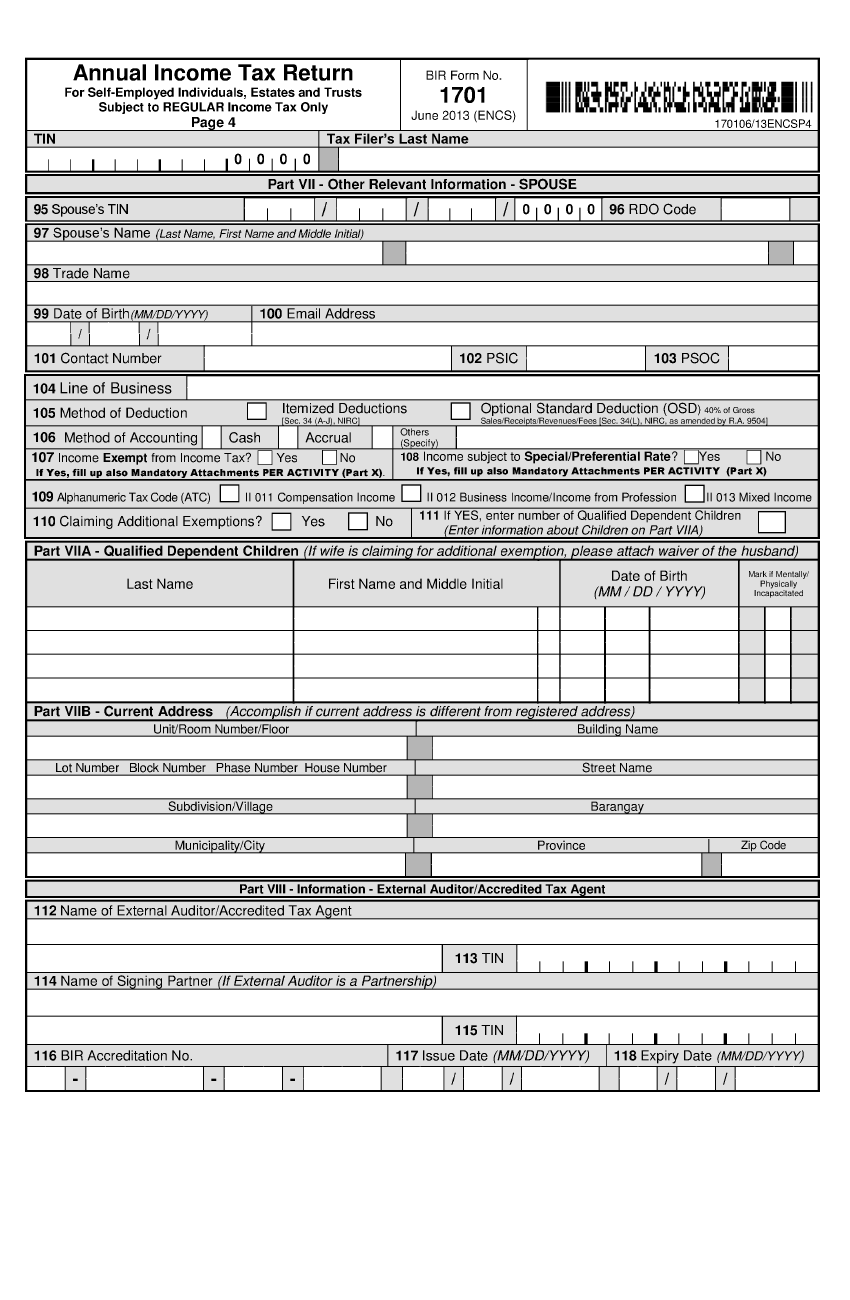 Annual Income Tax Return
For Self-Employed Individuals, Estates and Trusts
Subject to REGULAR Income Tax Only
Page 4
BIR Form No.
1701
June 2013 (ENCS)
170106/13ENCSP4
TIN
Tax Filer's Last Name
0 0 0 0
Part VII - Other Relevant Information - SPOUSE
95 Spouse's TIN / / / 0 0 0 0 96 RDO Code
97 Spouse's Name (Last Name, First Name and Middle Initial)
98 Trade Name
99 Date of Birth(MM/DD/YYYY) 100 Email Address
/ /
101 Contact Number 102 PSIC 103 PSOC
104 Line of Business
105 Method of Deduction Itemized Deductions Optional Standard Deduction (OSD) 40% of Gross
[Sec. 34 (A-J), NIRC] Sales/Receipts/Revenues/Fees [Sec. 34(L), NIRC, as amended by R.A. 9504]
106 Method of Accounting Cash Accrual Others
(Specify)
107 Income Exempt from Income Tax? Yes No 108 Income subject to Special/Preferential Rate? Yes No
If Yes, fill up also Mandatory Attachments PER ACTIVITY (Part X). If Yes, fill up also Mandatory Attachments PER ACTIVITY (Part X)
109 Alphanumeric Tax Code (ATC) II 011 Compensation Income II 012 Business Income/Income from Profession II 013 Mixed Income
110 Claiming Additional Exemptions? Yes No 111 If YES, enter number of Qualified Dependent Children
(Enter information about Children on Part VIIA)
Part VIIA - Qualified Dependent Children (If wife is claiming for additional exemption, please attach waiver of the husband)
Last Name First Name and Middle Initial Date of Birth
(MM / DD / YYYY)
Mark if Mentally/
Physically
Incapacitated
Part VIIB - Current Address (Accomplish if current address is different from registered address)
Unit/Room Number/Floor Building Name
Lot Number Block Number Phase Number House Number Street Name
Subdivision/Village Barangay
Municipality/City Province Zip Code
Part VIII - Information - External Auditor/Accredited Tax Agent
112 Name of External Auditor/Accredited Tax Agent
113 TIN
114 Name of Signing Partner (If External Auditor is a Partnership)
115 TIN
116 BIR Accreditation No. 117 Issue Date (MM/DD/YYYY) 118 Expiry Date (MM/DD/YYYY)
- - - / / / /